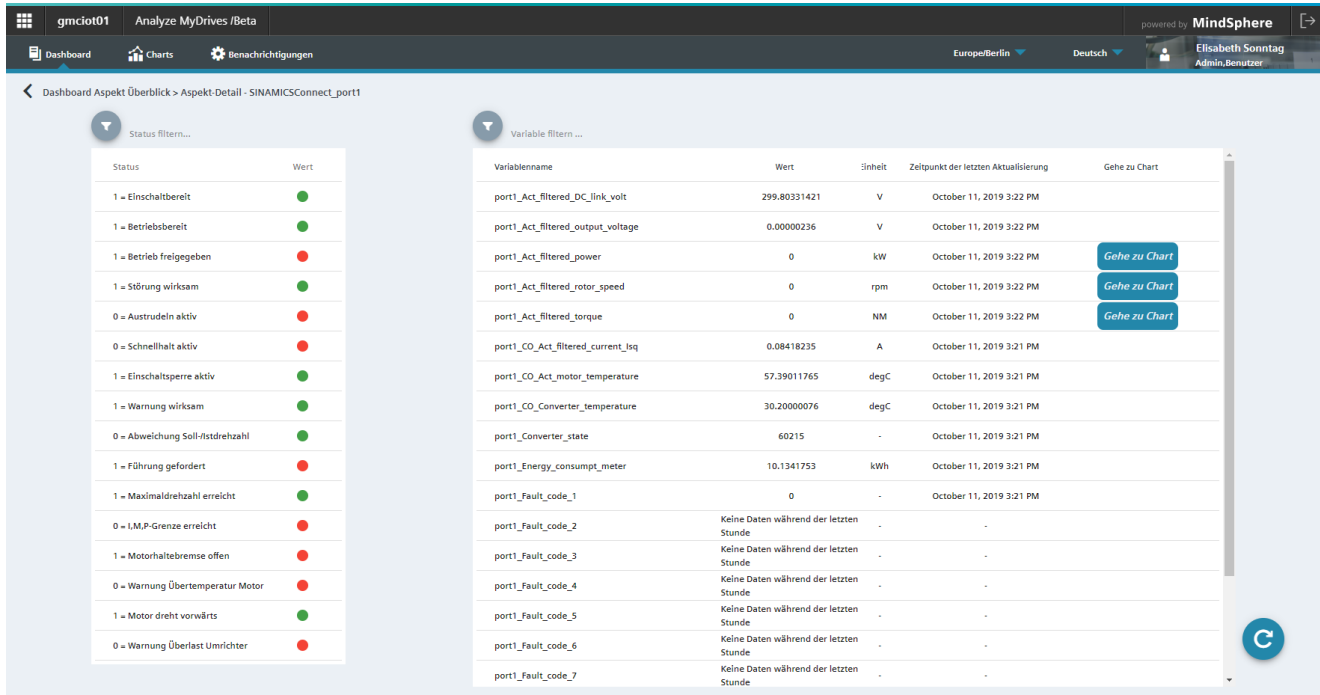 gmciot01 Analyze MyDrives /Beta powered by MindSphere
Dashboard Charts Benachrichtigungen Europe/Berlin Deutsch Elisabeth Sonntag
Admin,Benutzer
Dashboard Aspekt Überblick > Aspekt-Detail - SINAMICSConnect_port1
Status filtern...
Status Wert
1 = Einschaltbereit
1 = Betriebsbereit
1 = Betrieb freigegeben
1 = Störung wirksam
0 = Austrudeln aktiv
0 = Schnellhalt aktiv
1 = Einschaltsperre aktiv
1 = Warnung wirksam
0 = Abweichung Soll-/Istdrehzahl
1 = Führung gefordert
1 = Maximaldrehzahl erreicht
0 = I,M,P-Grenze erreicht
1 = Motorhaltebremse offen
0 = Warnung Übertemperatur Motor
1 = Motor dreht vorwärts
0 = Warnung Überlast Umrichter
Variable filtern ...
Variablenname Wert Einheit Zeitpunkt der letzten Aktualisierung Gehe zu Chart
port1_Act_filtered_DC_link_volt 299.80331421 V October 11, 2019 3:22 PM
port1_Act_filtered_output_voltage 0.00000236 V October 11, 2019 3:22 PM
port1_Act_filtered_power 0 kW October 11, 2019 3:22 PM Gehe zu Chart
port1_Act_filtered_rotor_speed 0 rpm October 11, 2019 3:22 PM Gehe zu Chart
port1_Act_filtered_torque 0 NM October 11, 2019 3:22 PM Gehe zu Chart
port1_CO_Act_filtered_current_Isq 0.08418235 A October 11, 2019 3:21 PM
port1_CO_Act_motor_temperature 57.39011765 degC October 11, 2019 3:21 PM
port1_CO_Converter_temperature 30.20000076 degC October 11, 2019 3:21 PM
port1_Converter_state 60215 - October 11, 2019 3:21 PM
port1_Energy_consumpt_meter 10.1341753 kWh October 11, 2019 3:21 PM
port1_Fault_code_1 0 - October 11, 2019 3:21 PM
port1_Fault_code_2 Keine Daten während der letzten Stunde - -
port1_Fault_code_3 Keine Daten während der letzten Stunde - -
port1_Fault_code_4 Keine Daten während der letzten Stunde - -
port1_Fault_code_5 Keine Daten während der letzten Stunde - -
port1_Fault_code_6 Keine Daten während der letzten Stunde - -
port1_Fault_code_7 Keine Daten während der letzten Stunde - -